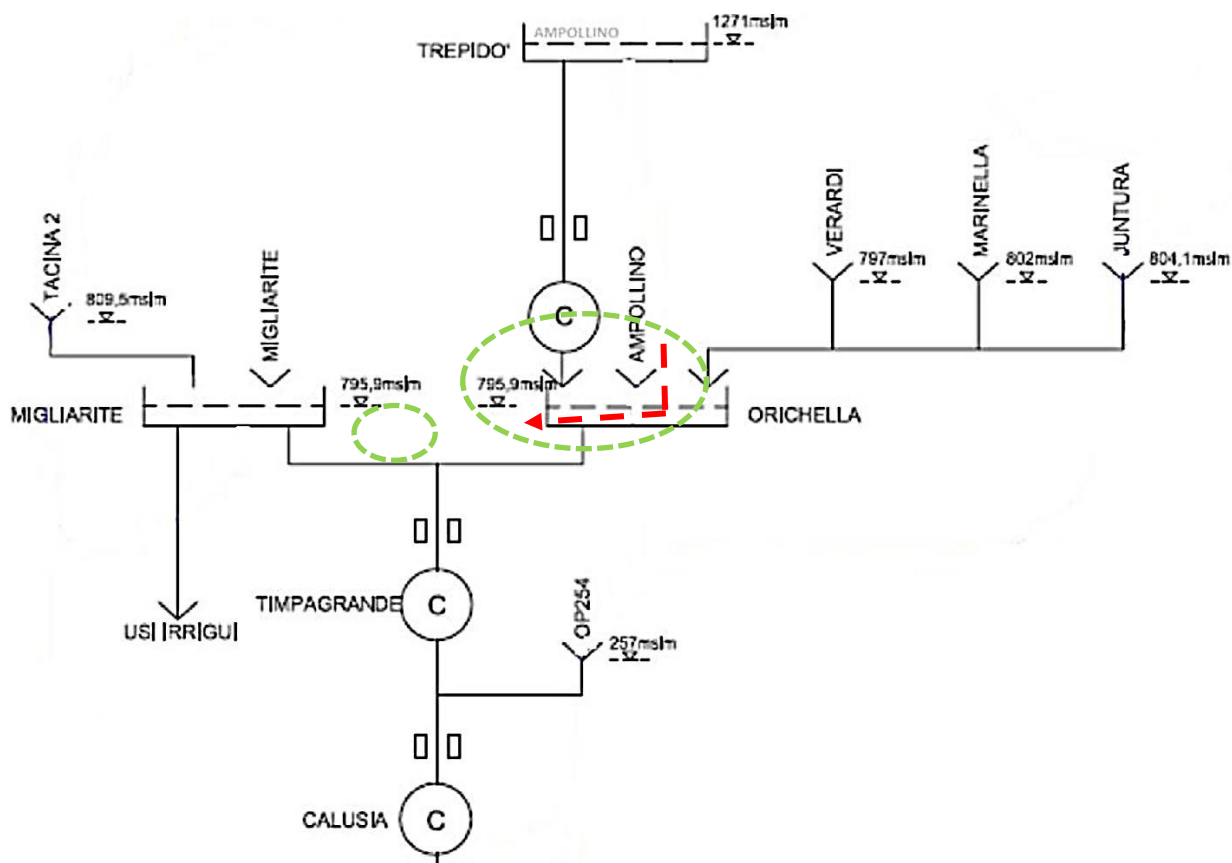 AMPOLLINO
1271mslm
TREPIDO'
TACINA 2
809,5mslm
MIGLIARITE
C
AMPOLLINO
VERARDI
797mslm
MARINELLA
802mslm
JUNTURA
804,1mslm
MIGLIARITE
795,9mslm
795,9mslm
ORICHELLA
USI IRRIGUI
TIMPAGRANDE
C
OP254
257mslm
CALUSIA
C